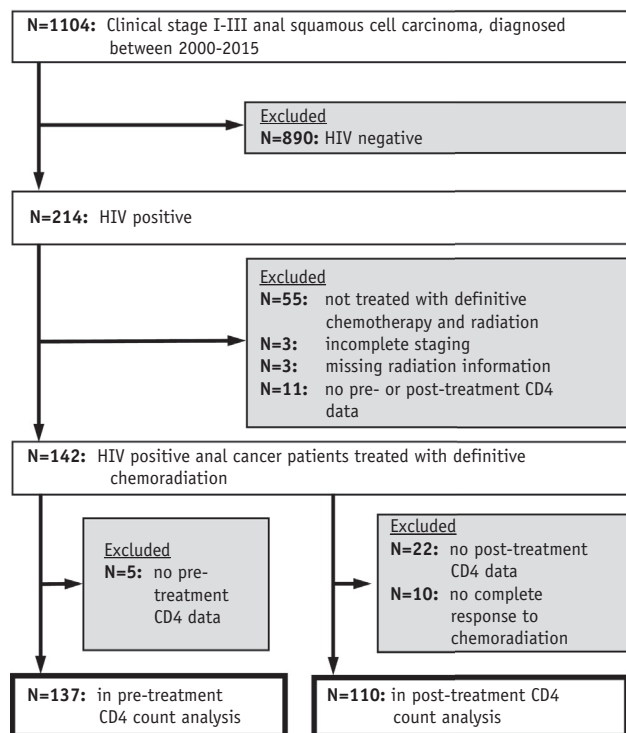 N=1104: Clinical stage I-III anal squamous cell carcinoma, diagnosed
between 2000-2015
Excluded
N=890: HIV negative
N=214: HIV positive
Excluded
N=55: not treated with definitive
chemotherapy and radiation
N=3: incomplete staging
N=3: missing radiation information
N=11: no pre- or post-treatment CD4
data
N=142: HIV positive anal cancer patients treated with definitive
chemoradiation
Excluded
N=5: no pre-
treatment
CD4 data
Excluded
N=22: no post-treatment
CD4 data
N=10: no complete
response to
chemoradiation
N=137: in pre-treatment
CD4 count analysis
N=110: in post-treatment CD4
count analysis